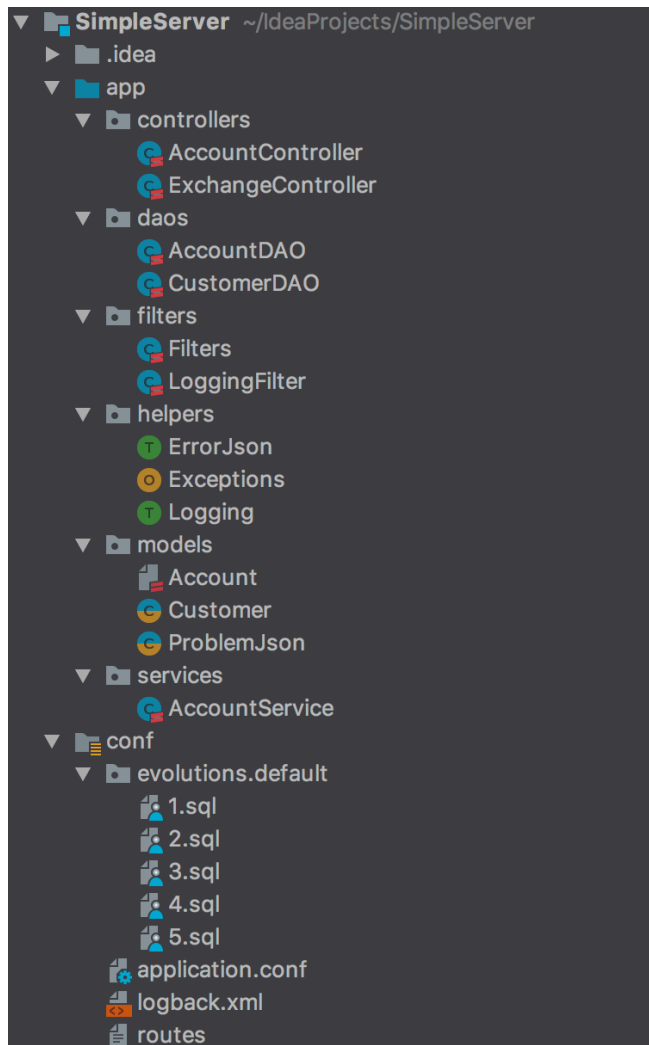 SimpleServer ~/IdeaProjects/SimpleServer
.idea
app
controllers
AccountController
ExchangeController
daos
AccountDAO
CustomerDAO
filters
Filters
LoggingFilter
helpers
T ErrorJson
O Exceptions
T Logging
models
Account
C Customer
C ProblemJson
services
AccountService
conf
evolutions.default
1.sql
2.sql
3.sql
4.sql
5.sql
application.conf
logback.xml
routes